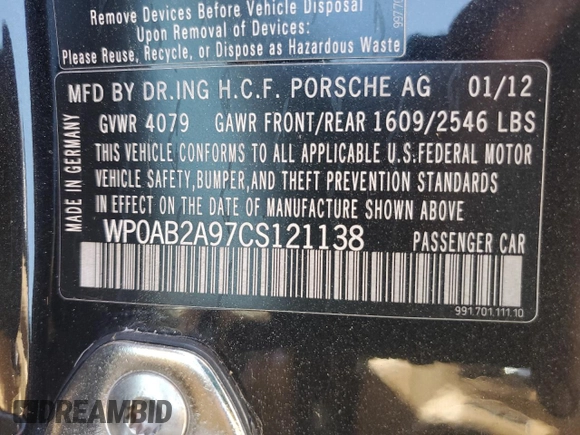 Remove Devices Before Vehicle Disposal
Upon Removal of Devices:
Please Reuse, Recycle, or Dispose as Hazardous Waste
MFD BY DR.ING H.C.F. PORSCHE AG 01/12
GVWR 4079 GAWR FRONT/REAR 1609/2546 LBS
THIS VEHICLE CONFORMS TO ALL APPLICABLE U.S.FEDERAL MOTOR
VEHICLE SAFETY,BUMPER,AND THEFT PREVENTION STANDARDS
IN EFFECT ON THE DATE OF MANUFACTURE SHOWN ABOVE
MADE IN GERMANY
WP0AB2A97CS121138 PASSENGER CAR
991.701.111.10
DREAMBID